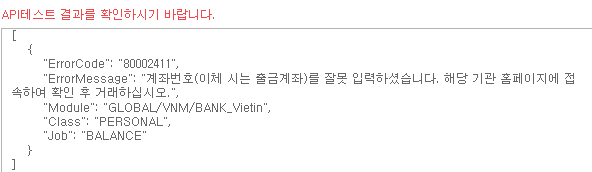 API테스트 결과를 확인하시기 바랍니다.
[
{
"ErrorCode": "80002411",
"ErrorMessage": "계좌번호(이체 시는 출금계좌)를 잘못 입력하셨습니다. 해당 기관 홈페이지에 접
속하여 확인 후 거래하십시오.",
"Module": "GLOBAL/VNM/BANK_Vietin",
"Class": "PERSONAL",
"Job": "BALANCE"
}
]